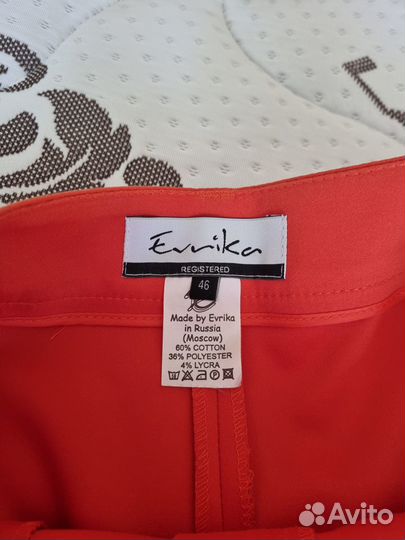 Evrika
REGISTERED
46
Made by Evrika
in Russia
(Moscow)
60% COTTON
36% POLYESTER
4% LYCRA
Avito